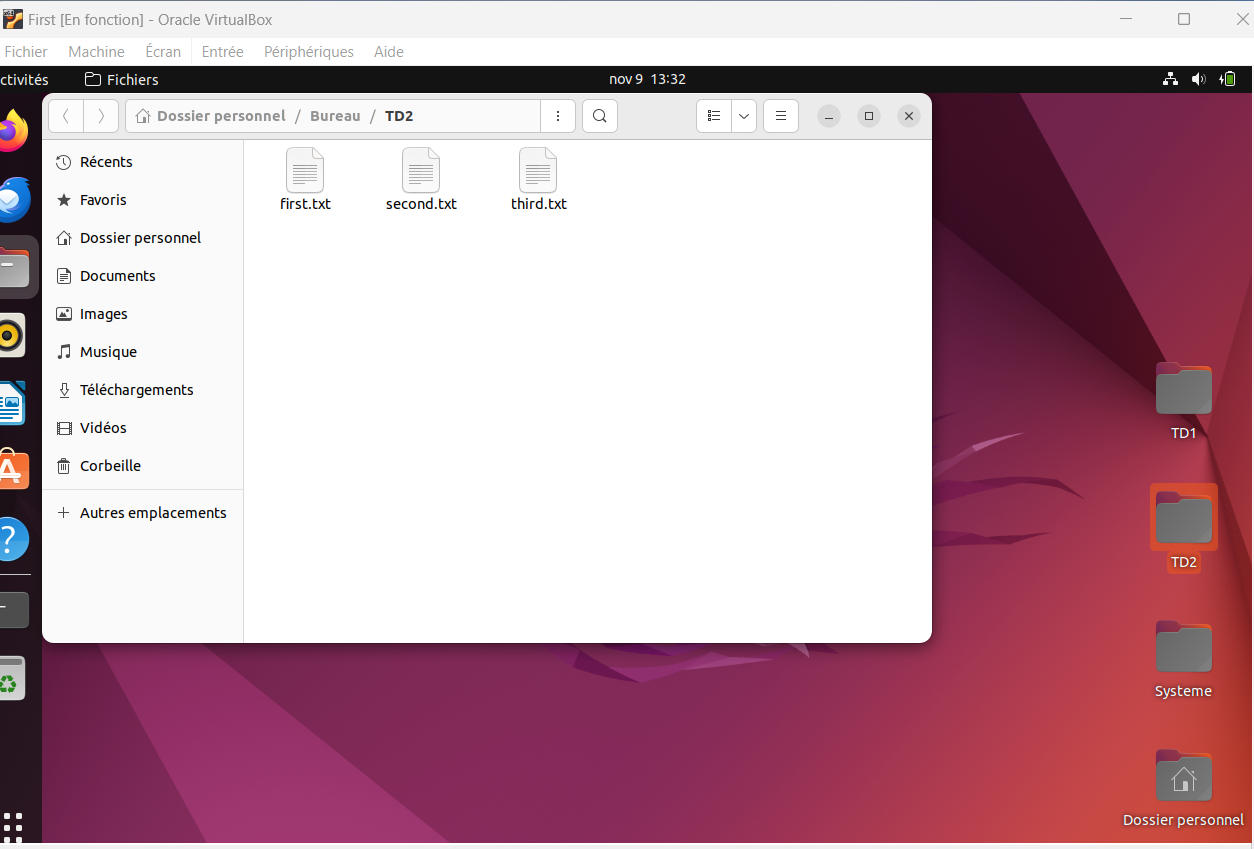 First [En fonction] - Oracle VirtualBox
Fichier Machine Écran Entrée Périphériques Aide
ctivités Fichiers nov 9 13:32
Dossier personnel / Bureau / TD2
Récents
Favoris
Dossier personnel
Documents
Images
Musique
Téléchargements
Vidéos
Corbeille
Autres emplacements
first.txt second.txt third.txt
TD1
TD2
Systeme
Dossier personnel